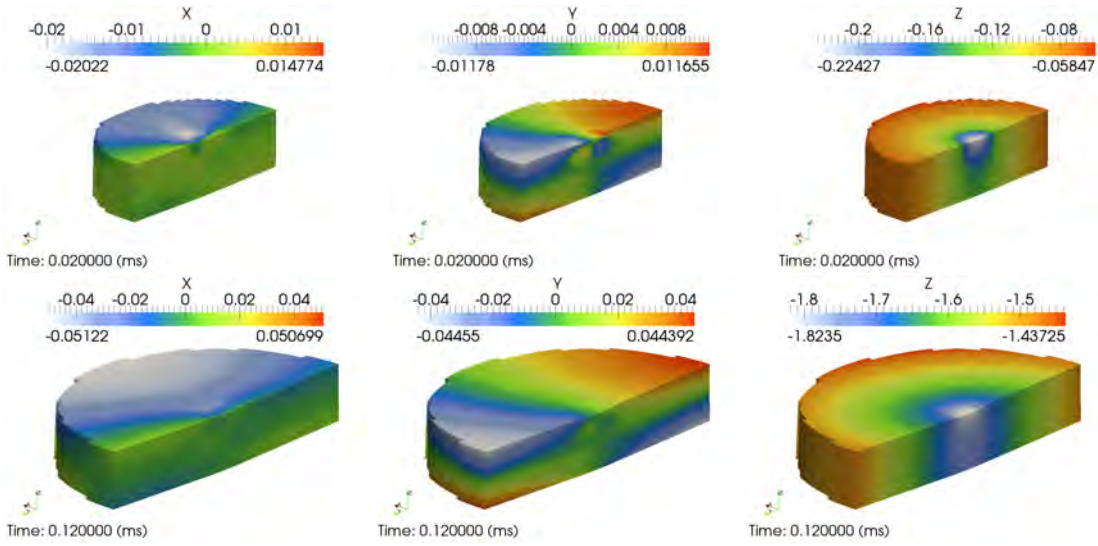 X
-0.02 -0.01 0 0.01
-0.02022 0.014774
Time: 0.020000 (ms)
Y
-0.008 -0.004 0 0.004 0.008
-0.01178 0.011655
Time: 0.020000 (ms)
Z
-0.2 -0.16 -0.12 -0.08
-0.22427 -0.05847
Time: 0.020000 (ms)
X
-0.04 -0.02 0 0.02 0.04
-0.05122 0.050699
Time: 0.120000 (ms)
Y
-0.04 -0.02 0 0.02 0.04
-0.04455 0.044392
Time: 0.120000 (ms)
Z
-1.8 -1.7 -1.6 -1.5
-1.8235 -1.43725
Time: 0.120000 (ms)